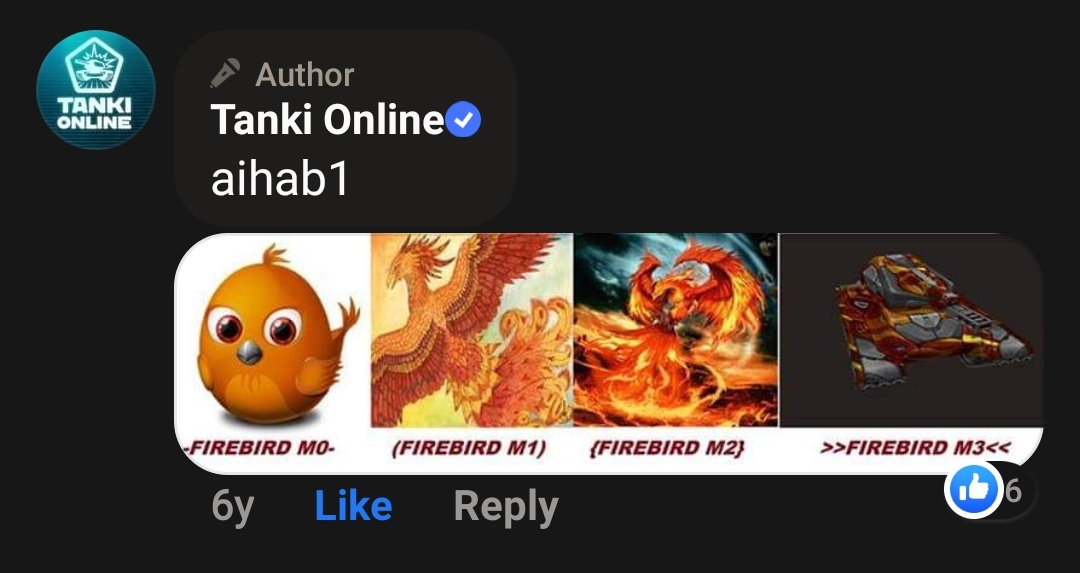 TANKI
ONLINE
Author
Tanki Online
aihab1
-FIREBIRD M0-
(FIREBIRD M1)
{FIREBIRD M2}
>>FIREBIRD M3<<
6y
Like
Reply
6